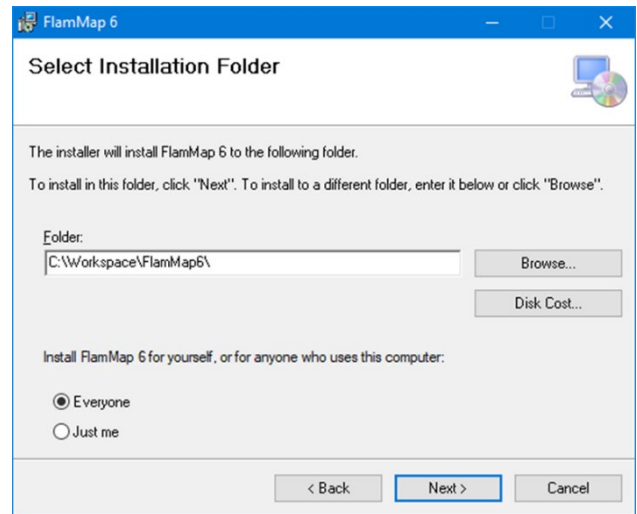 FlamMap 6
Select Installation Folder
The installer will install FlamMap 6 to the following folder.
To install in this folder, click "Next". To install to a different folder, enter it below or click "Browse".
Folder:
C:\Workspace\FlamMap6\
Browse...
Disk Cost...
Install FlamMap 6 for yourself, or for anyone who uses this computer:
Everyone
Just me
< Back
Next >
Cancel